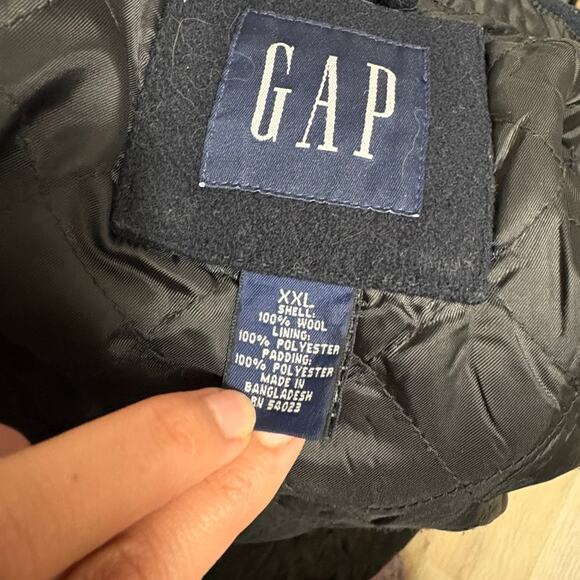 GAP
XXL
SHELL:
100% WOOL
LINING:
100% POLYESTER
PADDING:
100% POLYESTER
MADE IN
BANGLADESH
RN 54023